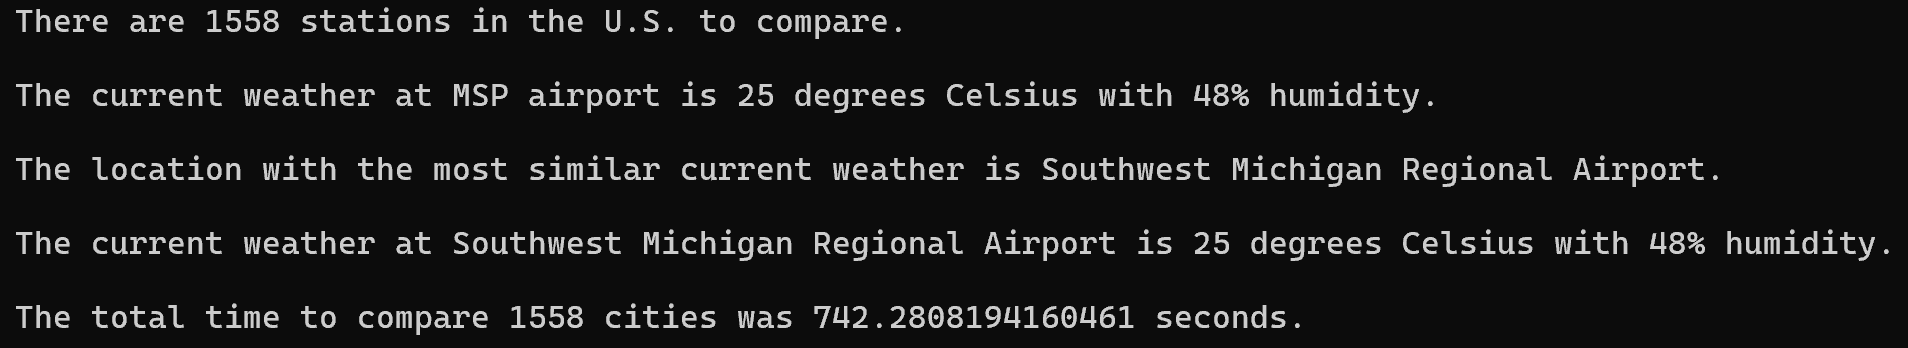 There are 1558 stations in the U.S. to compare.
The current weather at MSP airport is 25 degrees Celsius with 48% humidity.
The location with the most similar current weather is Southwest Michigan Regional Airport.
The current weather at Southwest Michigan Regional Airport is 25 degrees Celsius with 48% humidity.
The total time to compare 1558 cities was 742.2808194160461 seconds.